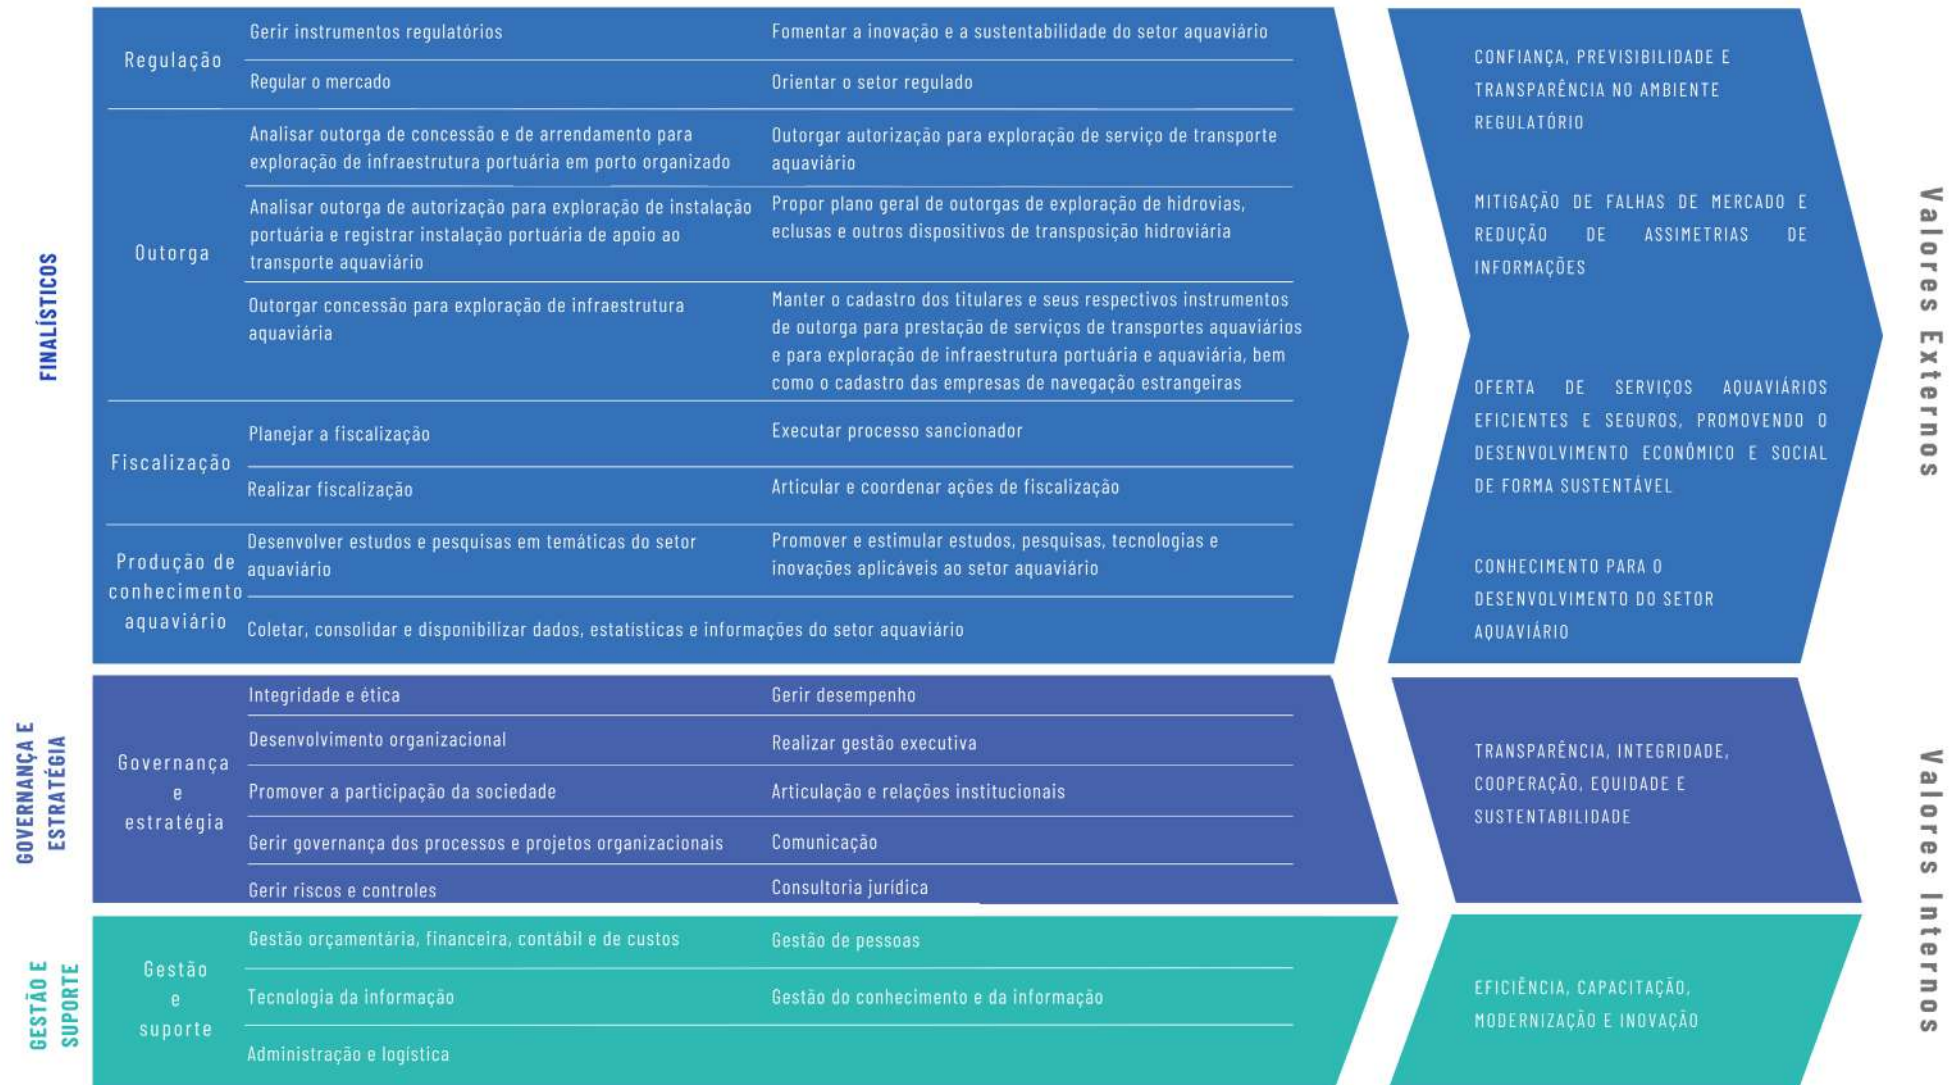 FINALÍSTICOS
Regulação
Gerir instrumentos regulatórios
Fomentar a inovação e a sustentabilidade do setor aquaviário
Regular o mercado
Orientar o setor regulado
Outorga
Analisar outorga de concessão e de arrendamento para
exploração de infraestrutura portuária em porto organizado
Outorgar autorização para exploração de serviço de transporte
aquaviário
Analisar outorga de autorização para exploração de instalação
portuária e registrar instalação portuária de apoio ao
transporte aquaviário
Propor plano geral de outorgas de exploração de hidrovias,
eclusas e outros dispositivos de transposição hidroviária
Outorgar concessão para exploração de infraestrutura
aquaviária
Manter o cadastro dos titulares e seus respectivos instrumentos
de outorga para prestação de serviços de transportes aquaviários
e para exploração de infraestrutura portuária e aquaviária, bem
como o cadastro das empresas de navegação estrangeiras
Fiscalização
Planejar a fiscalização
Executar processo sancionador
Realizar fiscalização
Articular e coordenar ações de fiscalização
Produção de
conhecimento
aquaviário
Desenvolver estudos e pesquisas em temáticas do setor
aquaviário
Promover e estimular estudos, pesquisas, tecnologias e
inovações aplicáveis ao setor aquaviário
Coletar, consolidar e disponibilizar dados, estatísticas e informações do setor aquaviário
CONFIANÇA, PREVISIBILIDADE E
TRANSPARÊNCIA NO AMBIENTE
REGULATÓRIO
MITIGAÇÃO DE FALHAS DE MERCADO E
REDUÇÃO DE ASSIMETRIAS DE
INFORMAÇÕES
OFERTA DE SERVIÇOS AQUAVIÁRIOS
EFICIENTES E SEGUROS, PROMOVENDO O
DESENVOLVIMENTO ECONÔMICO E SOCIAL
DE FORMA SUSTENTÁVEL
CONHECIMENTO PARA O
DESENVOLVIMENTO DO SETOR
AQUAVIÁRIO
Valores Externos
GOVERNANÇA E
ESTRATÉGIA
Governança
e
estratégia
Integridade e ética
Gerir desempenho
Desenvolvimento organizacional
Realizar gestão executiva
Promover a participação da sociedade
Articulação e relações institucionais
Gerir governança dos processos e projetos organizacionais
Comunicação
Gerir riscos e controles
Consultoria jurídica
TRANSPARÊNCIA, INTEGRIDADE,
COOPERAÇÃO, EQUIDADE E
SUSTENTABILIDADE
GESTÃO E
SUPORTE
Gestão
e
suporte
Gestão orçamentária, financeira, contábil e de custos
Gestão de pessoas
Tecnologia da informação
Gestão do conhecimento e da informação
Administração e logística
EFICIÊNCIA, CAPACITAÇÃO,
MODERNIZAÇÃO E INOVAÇÃO
Valores Internos